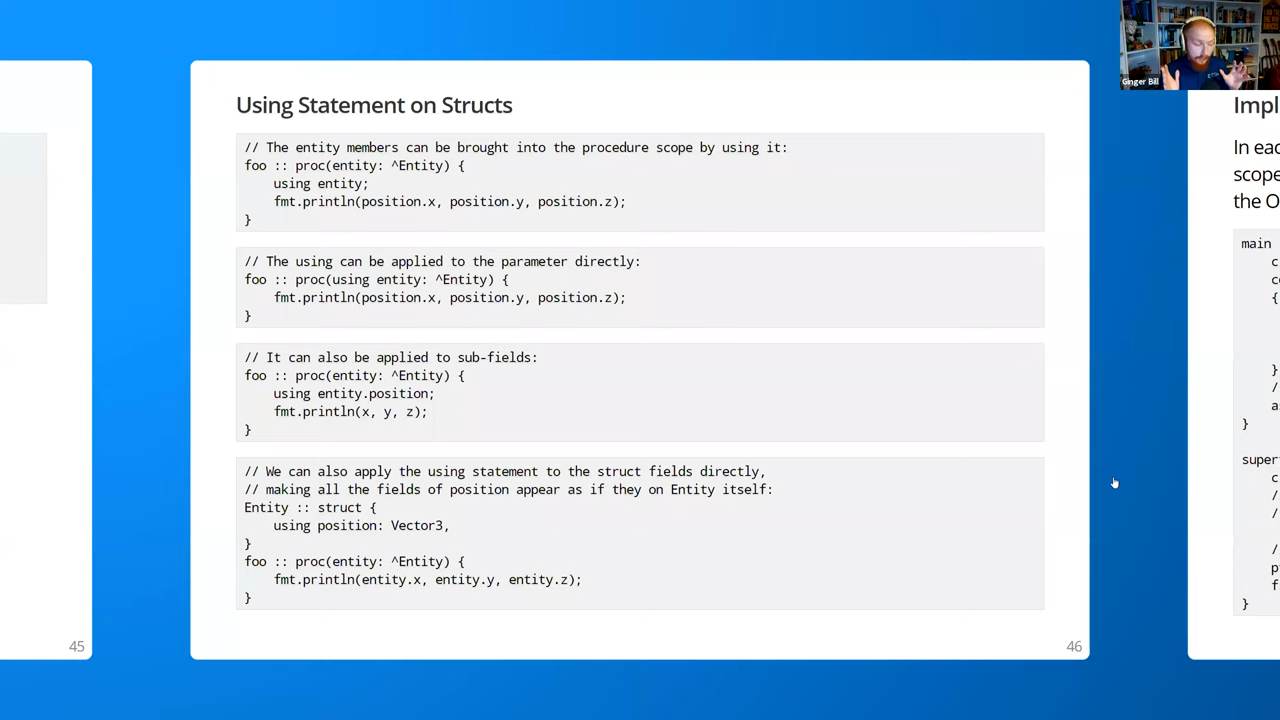 Ginger Bill
Using Statement on Structs
// The entity members can be brought into the procedure scope by using it:
foo :: proc(entity: ^Entity) {
    using entity;
    fmt.println(position.x, position.y, position.z);
}
// The using can be applied to the parameter directly:
foo :: proc(using entity: ^Entity) {
    fmt.println(position.x, position.y, position.z);
}
// It can also be applied to sub-fields:
foo :: proc(entity: ^Entity) {
    using entity.position;
    fmt.println(x, y, z);
}
// We can also apply the using statement to the struct fields directly,
// making all the fields of position appear as if they on Entity itself:
Entity :: struct {
    using position: Vector3,
}
foo :: proc(entity: ^Entity) {
    fmt.println(entity.x, entity.y, entity.z);
}
45
46
Impl
In eac
scope
the O
main
c
co
{
}
/
a
}
super
c
/
/
/
p
f
}